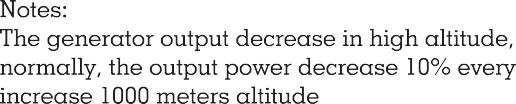 Notes:
The generator output decrease in high altitude,
normally, the output power decrease 10% every
increase 1000 meters altitude